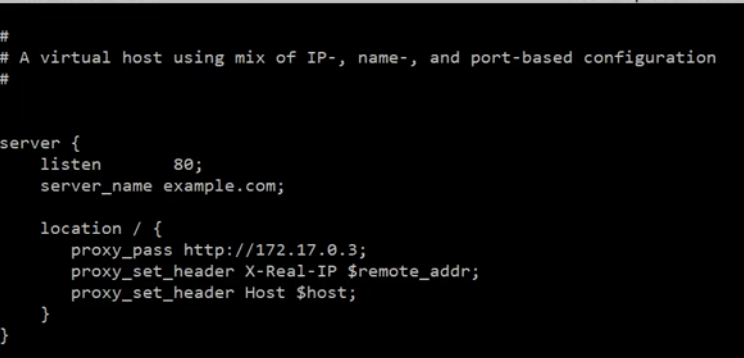 #
# A virtual host using mix of IP-, name-, and port-based configuration
#
server {
listen 80;
server_name example.com;
location / {
proxy_pass http://172.17.0.3;
proxy_set_header X-Real-IP $remote_addr;
proxy_set_header Host $host;
}
}